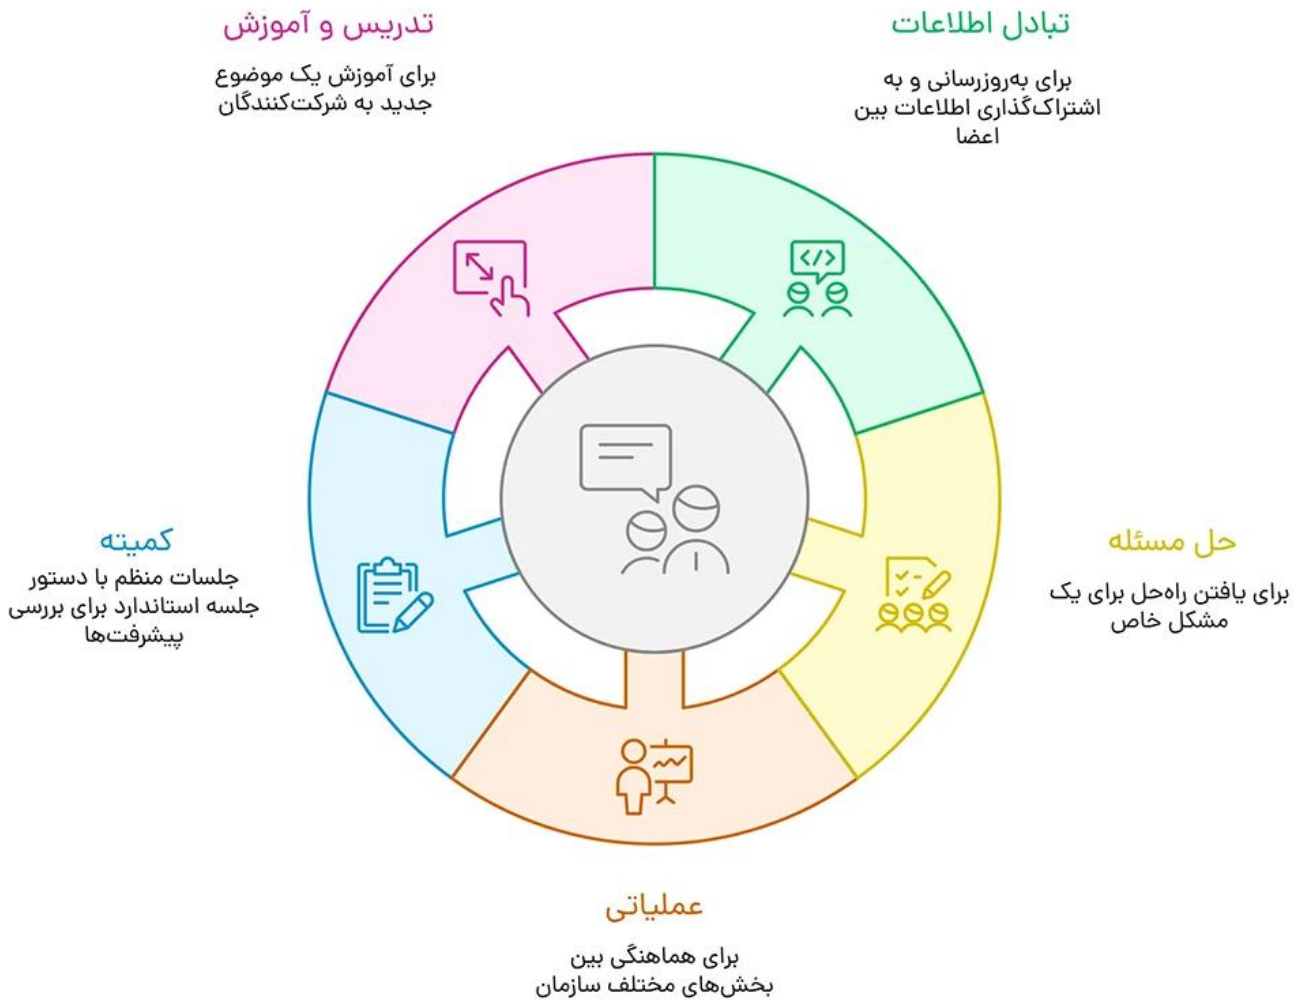 تبادل اطلاعات
برای به‌روزرسانی و به
اشتراک‌گذاری اطلاعات بین
اعضا
تدریس و آموزش
برای آموزش یک موضوع
جدید به شرکت‌کنندگان
حل مسئله
برای یافتن راه‌حل برای یک
مشکل خاص
کمیته
جلسات منظم با دستور
جلسه استاندارد برای بررسی
پیشرفت‌ها
عملیاتی
برای هماهنگی بین
بخش‌های مختلف سازمان